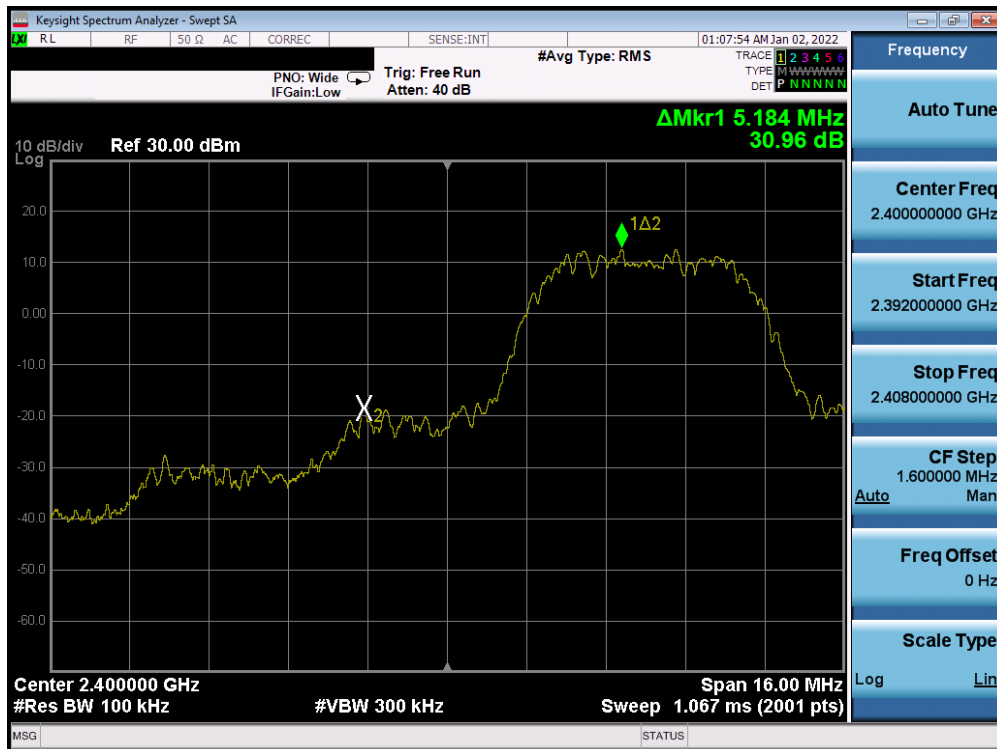 Keysight Spectrum Analyzer - Swept SA
LXI RL RF 50 Ω AC CORREC SENSE:INT 01:07:54 AM Jan 02, 2022
PNO: Wide
IFGain:Low
Trig: Free Run
Atten: 40 dB
#Avg Type: RMS
TRACE 1 2 3 4 5 6
TYPE M W W W W W
DET P N N N N N
ΔMkr1 5.184 MHz
30.96 dB
10 dB/div Ref 30.00 dBm
Log
20.0
10.0
0.00
-10.0
-20.0
-30.0
-40.0
-50.0
-60.0
1Δ2
X2
Center 2.400000 GHz Span 16.00 MHz
#Res BW 100 kHz #VBW 300 kHz Sweep 1.067 ms (2001 pts)
MSG STATUS
Frequency
Auto Tune
Center Freq
2.400000000 GHz
Start Freq
2.392000000 GHz
Stop Freq
2.408000000 GHz
CF Step
1.600000 MHz
Auto Man
Freq Offset
0 Hz
Scale Type
Log Lin